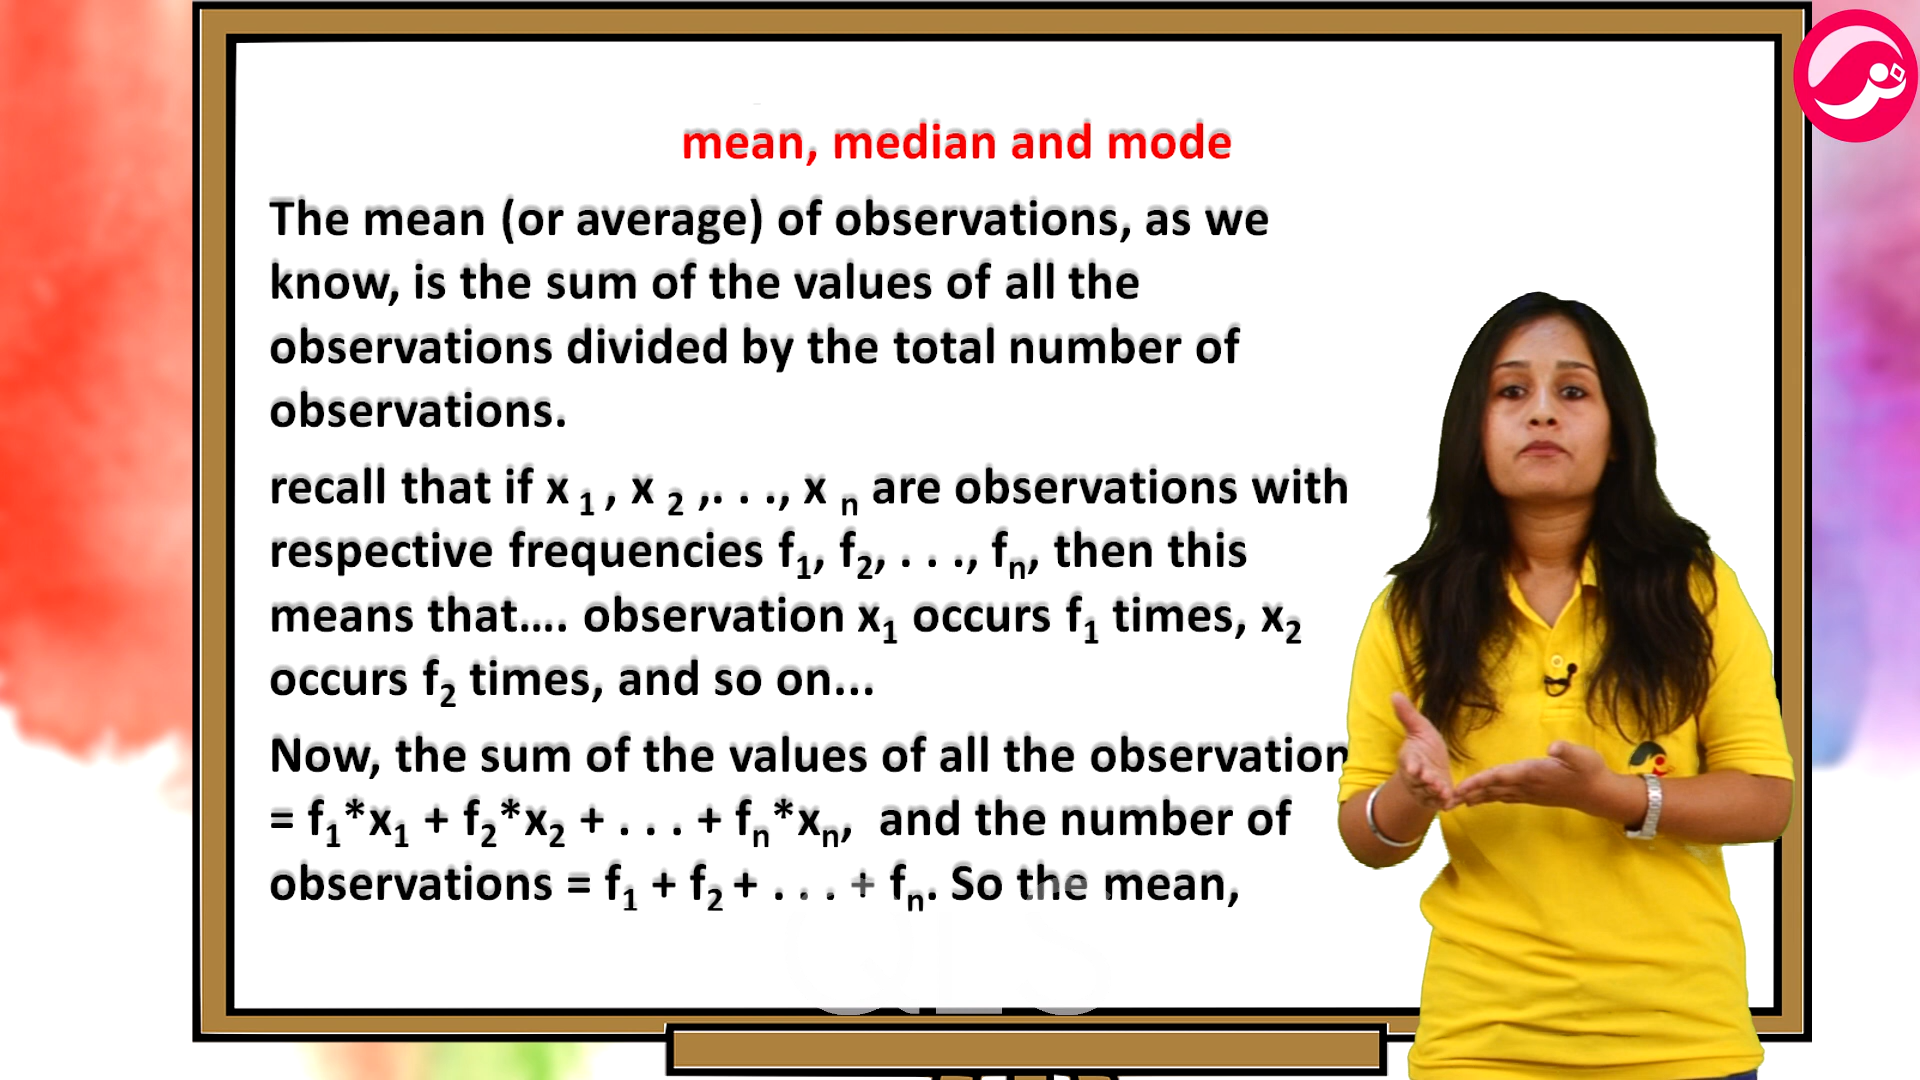 mean, median and mode
The mean (or average) of observations, as we
know, is the sum of the values of all the
observations divided by the total number of
observations.
recall that if x 1 , x 2 ,. . ., x n are observations with
respective frequencies f1, f2, . . ., fn, then this
means that.... observation x1 occurs f1 times, x2
occurs f2 times, and so on...
Now, the sum of the values of all the observation
= f1*x1 + f2*x2 + . . . + fn*xn, and the number of
observations = f1 + f2 + . . . + fn. So the mean,